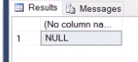 Results Messages
(No column na...
1 NULL